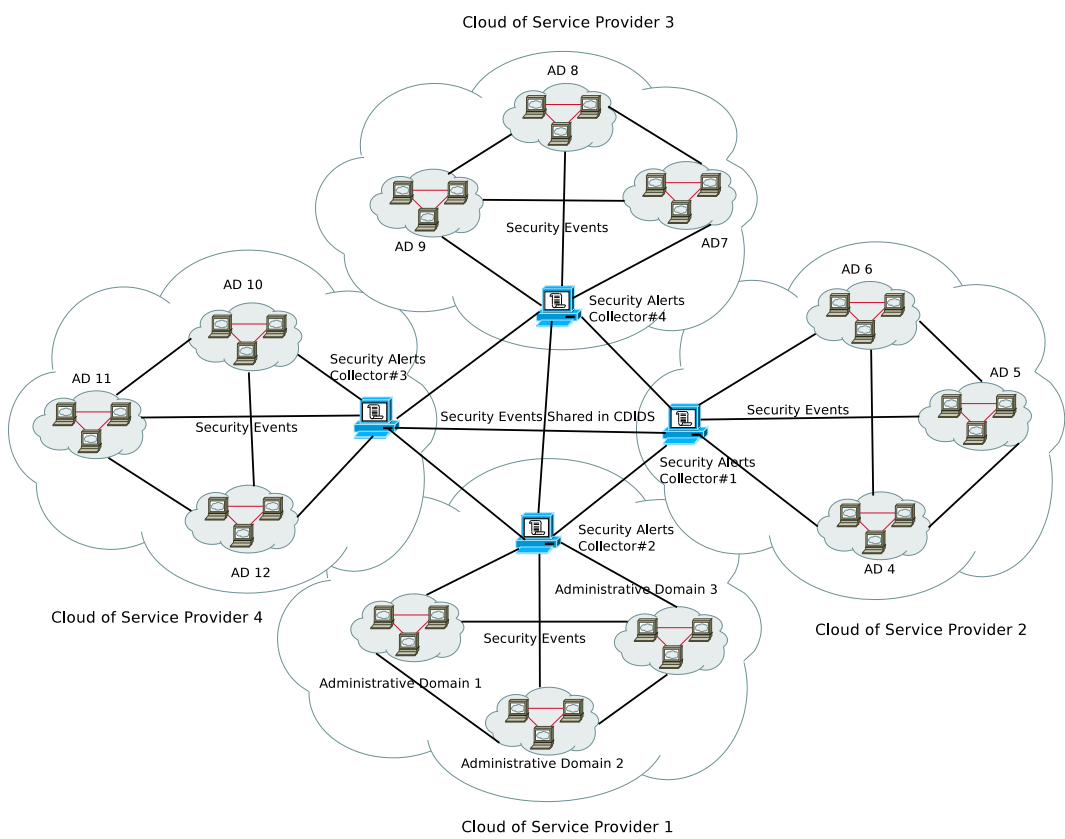 Cloud of Service Provider 3
AD 8
AD 9
Security Events
AD7
Security Alerts
Collector#4
AD 10
Security Alerts
Collector#3
AD 11
Security Events
AD 12
Cloud of Service Provider 4
Security Events Shared in CDIDS
AD 6
AD 5
Security Events
Security Alerts
Collector#1
AD 4
Cloud of Service Provider 2
Security Alerts
Collector#2
Administrative Domain 3
Security Events
Administrative Domain 1
Administrative Domain 2
Cloud of Service Provider 1